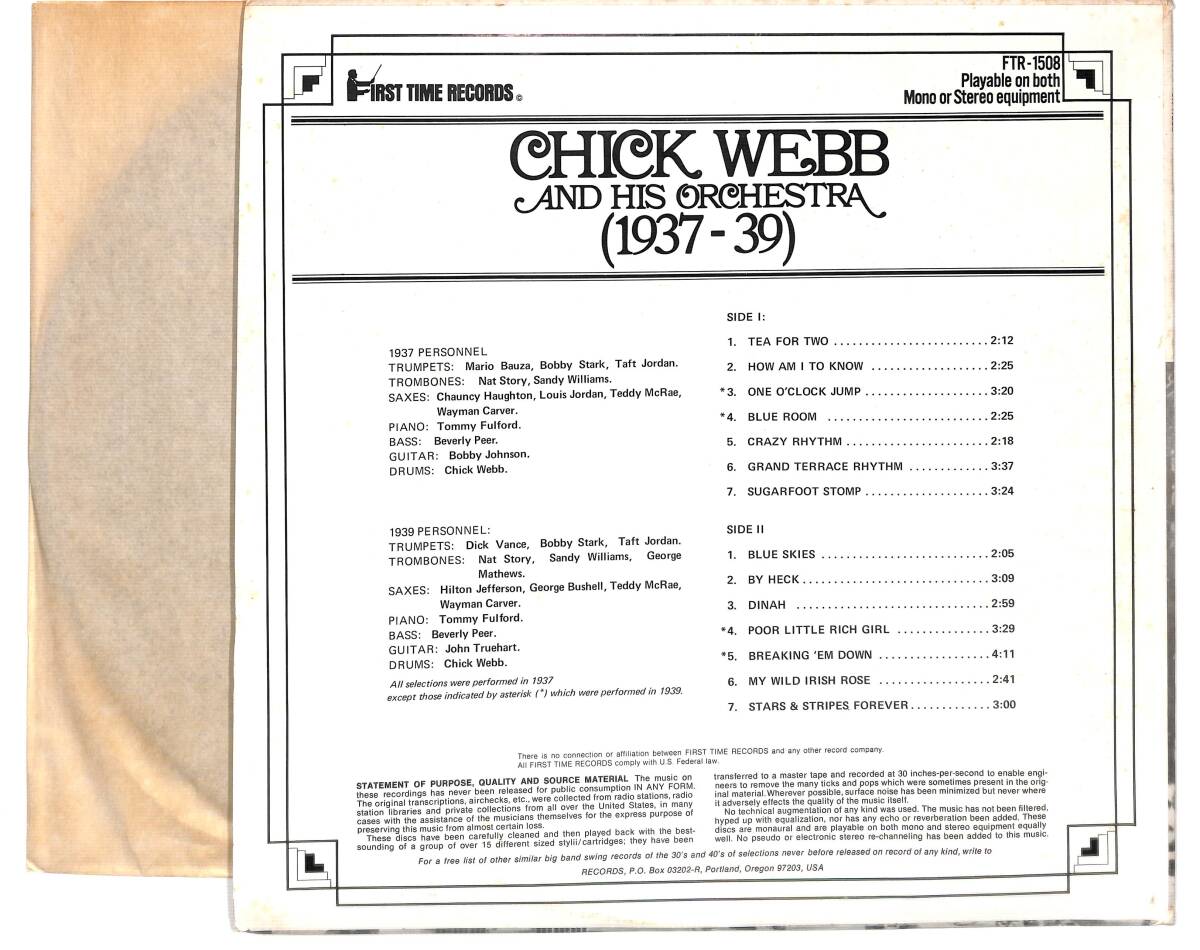 FIRST TIME RECORDS ©
FTR-1508
Playable on both
Mono or Stereo equipment
CHICK WEBB
AND HIS ORCHESTRA
(1937-39)
1937 PERSONNEL
TRUMPETS: Mario Bauza, Bobby Stark, Taft Jordan.
TROMBONES: Nat Story, Sandy Williams.
SAXES: Chauncy Haughton, Louis Jordan, Teddy McRae,
Wayman Carver.
PIANO: Tommy Fulford.
BASS: Beverly Peer.
GUITAR: Bobby Johnson.
DRUMS: Chick Webb.
1939 PERSONNEL:
TRUMPETS: Dick Vance, Bobby Stark, Taft Jordan.
TROMBONES: Nat Story, Sandy Williams, George
Mathews.
SAXES: Hilton Jefferson, George Bushell, Teddy McRae,
Wayman Carver.
PIANO: Tommy Fulford.
BASS: Beverly Peer.
GUITAR: John Truehart.
DRUMS: Chick Webb.
All selections were performed in 1937
except those indicated by asterisk (*) which were performed in 1939.
SIDE I:
1. TEA FOR TWO ......................... 2:12
2. HOW AM I TO KNOW ................... 2:25
*3. ONE O'CLOCK JUMP .................... 3:20
*4. BLUE ROOM .......................... 2:25
5. CRAZY RHYTHM ....................... 2:18
6. GRAND TERRACE RHYTHM ............. 3:37
7. SUGARFOOT STOMP .................... 3:24
SIDE II
1. BLUE SKIES ........................... 2:05
2. BY HECK .............................. 3:09
3. DINAH ............................... 2:59
*4. POOR LITTLE RICH GIRL ............... 3:29
*5. BREAKING 'EM DOWN .................. 4:11
6. MY WILD IRISH ROSE .................. 2:41
7. STARS & STRIPES FOREVER ............. 3:00
There is no connection or affiliation between FIRST TIME RECORDS and any other record company.
All FIRST TIME RECORDS comply with U.S. Federal law.
STATEMENT OF PURPOSE, QUALITY AND SOURCE MATERIAL The music on
these recordings has never been released for public consumption IN ANY FORM.
The original transcriptions, airchecks, etc., were collected from radio stations, radio
station libraries and private collections from all over the United States, in many
cases with the assistance of the musicians themselves for the express purpose of
preserving this music from almost certain loss.
These discs have been carefully cleaned and then played back with the best-
sounding of a group of over 15 different sized stylii/cartridges; they have been
transferred to a master tape and recorded at 30 inches-per-second to enable engi-
neers to remove the many ticks and pops which were sometimes present in the orig-
inal material. Wherever possible, surface noise has been minimized but never where
it adversely effects the quality of the music itself.
No technical augmentation of any kind was used. The music has not been filtered,
hyped up with equalization, nor has any echo or reverberation been added. These
discs are monaural and are playable on both mono and stereo equipment equally
well. No pseudo or electronic stereo re-channeling has been added to this music.
For a free list of other similar big band swing records of the 30's and 40's of selections never before released on record of any kind, write to
RECORDS, P.O. Box 03202-R, Portland, Oregon 97203, USA